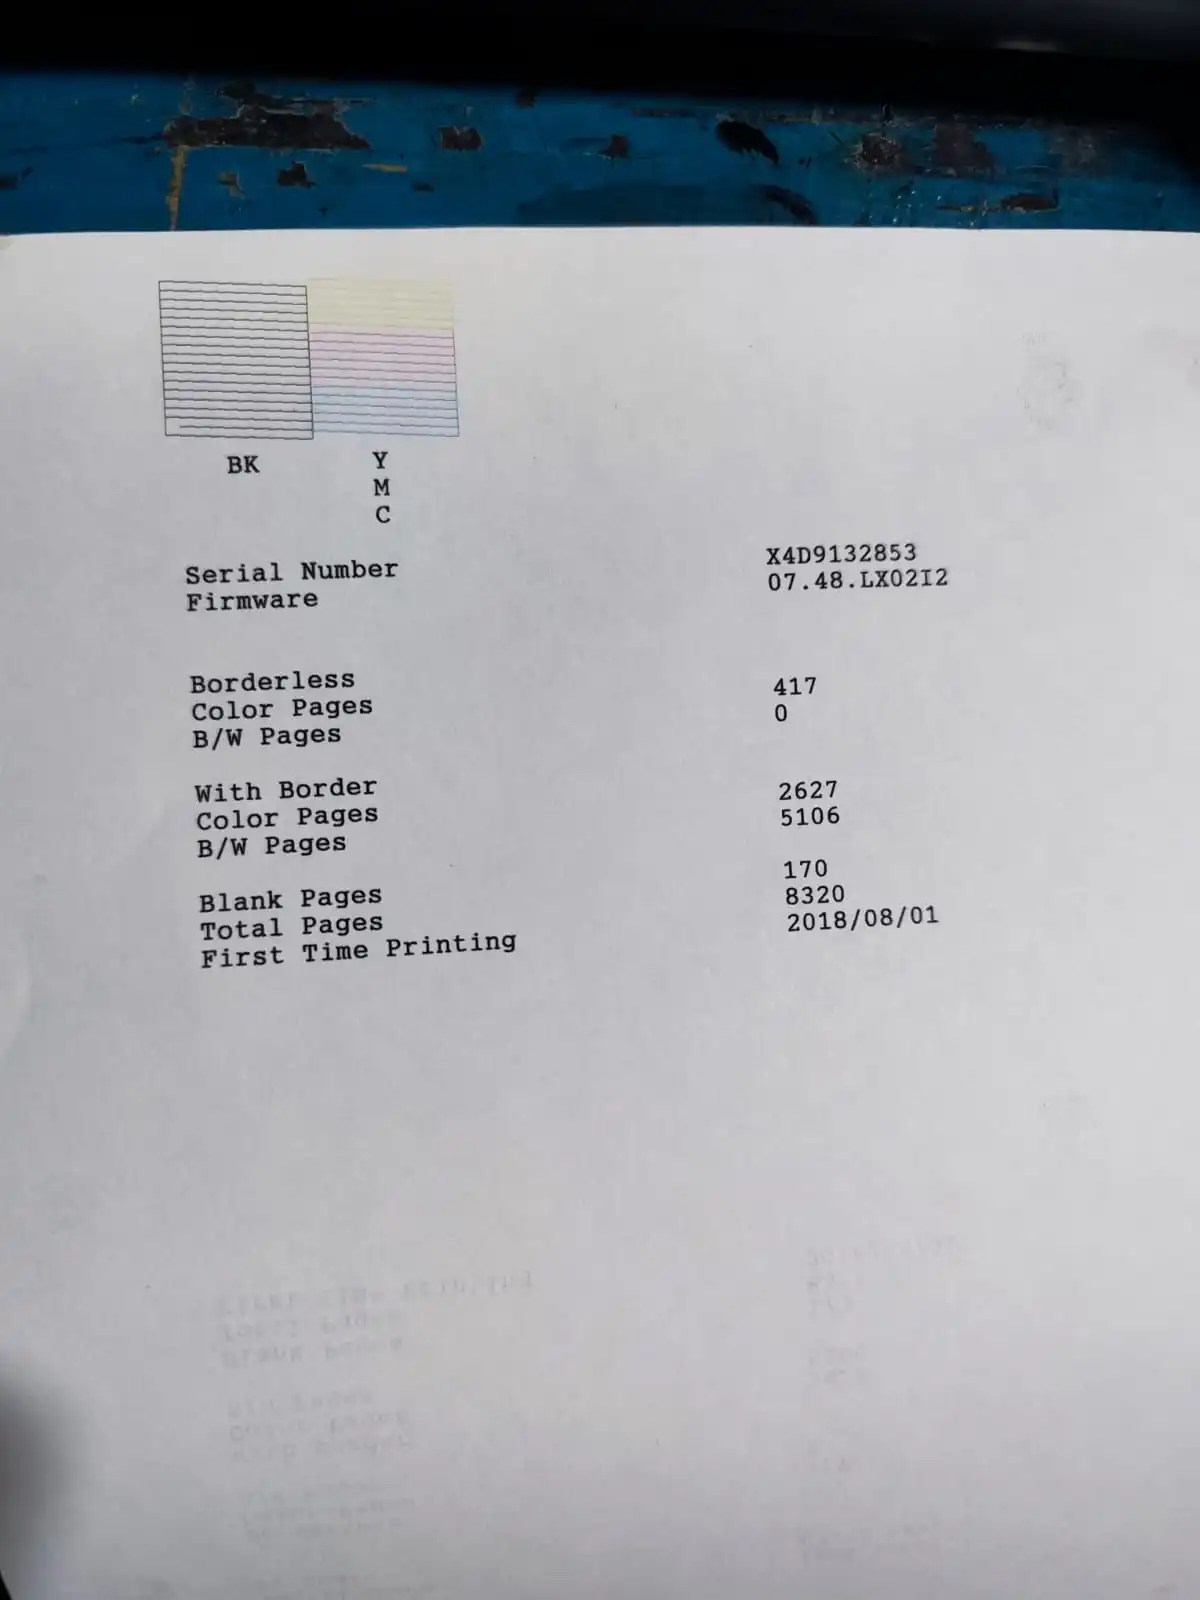 BK Y
M
C
Serial Number X4D9132853
Firmware 07.48.LX02I2
Borderless
Color Pages 417
B/W Pages 0
With Border
Color Pages 2627
B/W Pages 5106
Blank Pages 170
Total Pages 8320
First Time Printing 2018/08/01